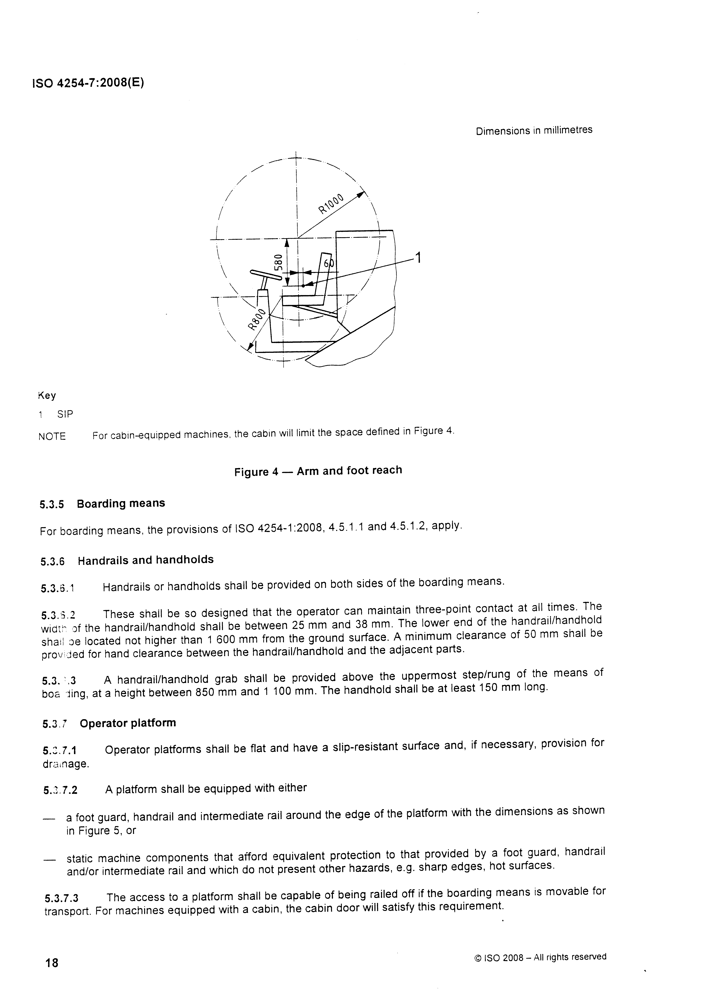 ISO 4254-7:2008(E)
Dimensions in millimetres
R1000
580
60
1
R800
Key
1 SIP
NOTE For cabin-equipped machines, the cabin will limit the space defined in Figure 4.
Figure 4 — Arm and foot reach
5.3.5 Boarding means
For boarding means, the provisions of ISO 4254-1:2008, 4.5.1.1 and 4.5.1.2, apply.
5.3.6 Handrails and handholds
5.3.6.1 Handrails or handholds shall be provided on both sides of the boarding means.
5.3.6.2 These shall be so designed that the operator can maintain three-point contact at all times. The
width of the handrail/handhold shall be between 25 mm and 38 mm. The lower end of the handrail/handhold
shall be located not higher than 1 600 mm from the ground surface. A minimum clearance of 50 mm shall be
provided for hand clearance between the handrail/handhold and the adjacent parts.
5.3.6.3 A handrail/handhold grab shall be provided above the uppermost step/rung of the means of
boarding, at a height between 850 mm and 1 100 mm. The handhold shall be at least 150 mm long.
5.3.7 Operator platform
5.3.7.1 Operator platforms shall be flat and have a slip-resistant surface and, if necessary, provision for
drainage.
5.3.7.2 A platform shall be equipped with either
— a foot guard, handrail and intermediate rail around the edge of the platform with the dimensions as shown
in Figure 5, or
— static machine components that afford equivalent protection to that provided by a foot guard, handrail
and/or intermediate rail and which do not present other hazards, e.g. sharp edges, hot surfaces.
5.3.7.3 The access to a platform shall be capable of being railed off if the boarding means is movable for
transport. For machines equipped with a cabin, the cabin door will satisfy this requirement.
18
© ISO 2008 – All rights reserved